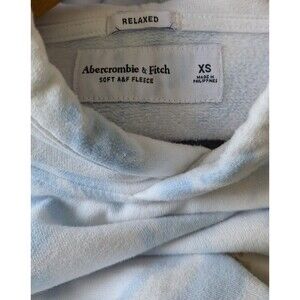 RELAXED
Abercrombie & Fitch
SOFT A&F FLEECE
XS
MADE IN
PHILIPPINES